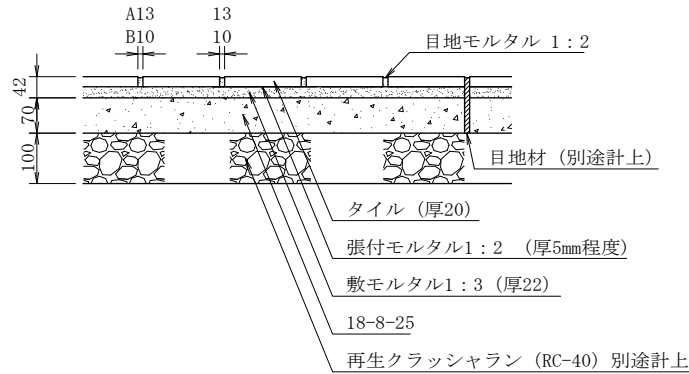 A13 13
B10 10
目地モルタル 1:2
42
70
100
目地材 (別途計上)
タイル (厚20)
張付モルタル1:2 (厚5mm程度)
敷モルタル1:3 (厚22)
18-8-25
再生クラッシャラン (RC-40) 別途計上